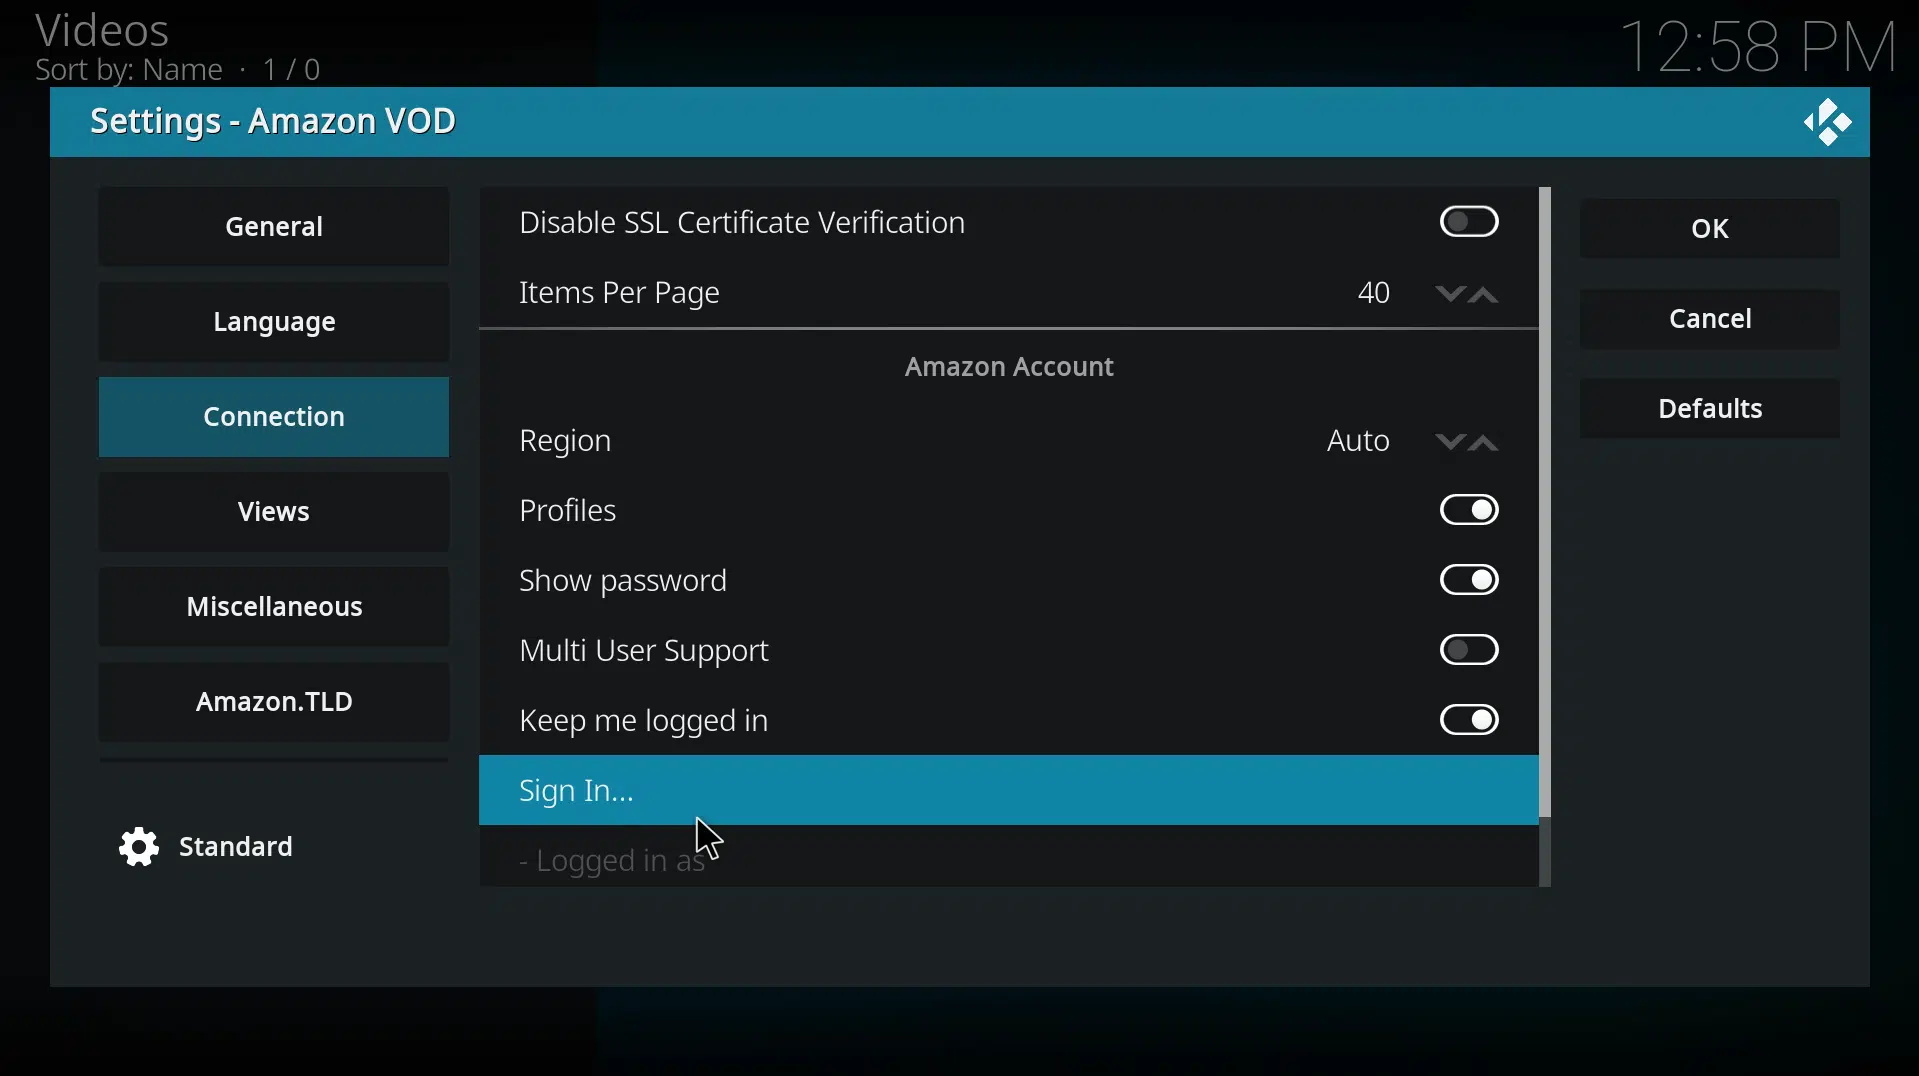 Videos
Sort by: Name · 1 / 0
12:58 PM
Settings - Amazon VOD
General
Language
Connection
Views
Miscellaneous
Amazon.TLD
Standard
Disable SSL Certificate Verification
Items Per Page 40
Amazon Account
Region Auto
Profiles
Show password
Multi User Support
Keep me logged in
Sign In...
- Logged in as
OK
Cancel
Defaults